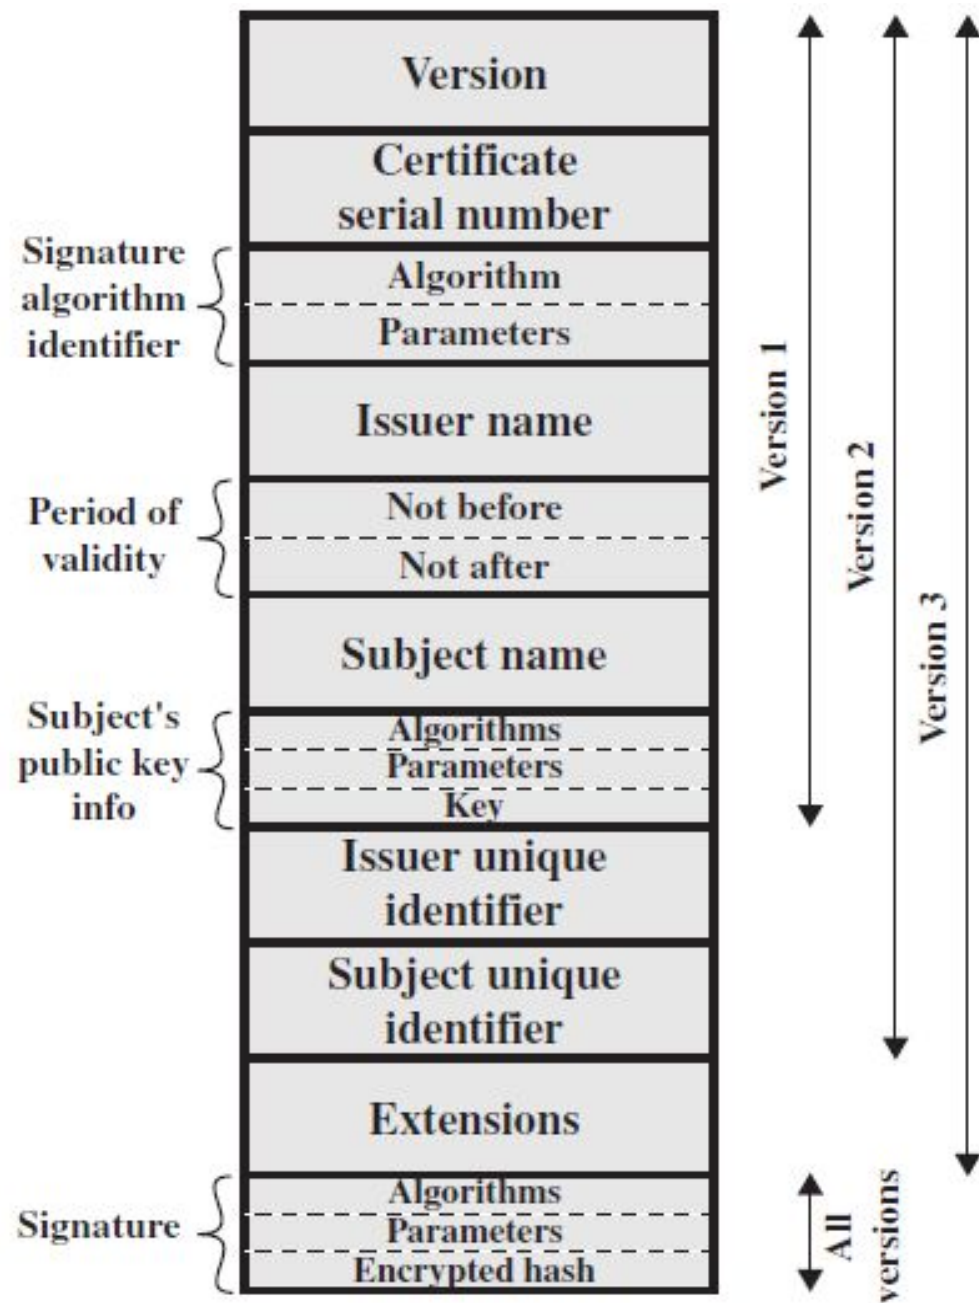 Version
Certificate
serial number
Signature
algorithm
identifier
Algorithm
Parameters
Issuer name
Period of
validity
Not before
Not after
Subject name
Subject's
public key
info
Algorithms
Parameters
Key
Issuer unique
identifier
Subject unique
identifier
Extensions
Signature
Algorithms
Parameters
Encrypted hash
Version 1
Version 2
Version 3
All
versions